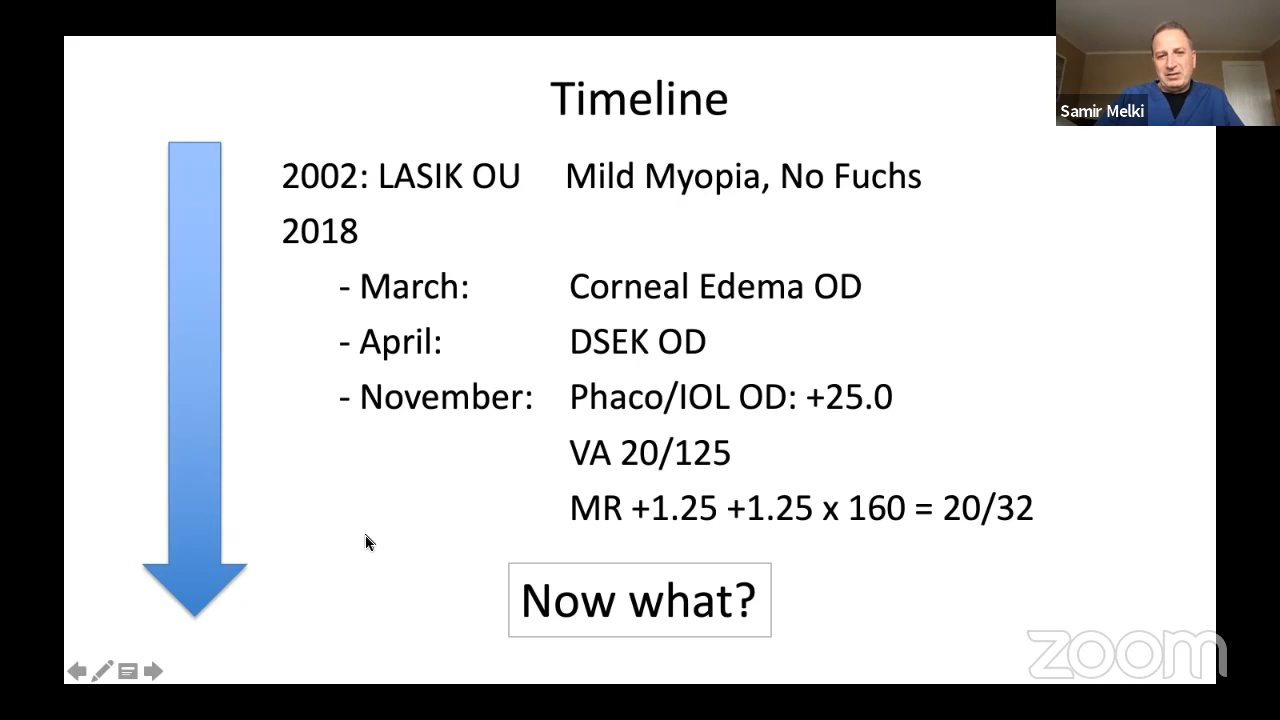 Samir Melki
Timeline
2002: LASIK OU Mild Myopia, No Fuchs
2018
- March: Corneal Edema OD
- April: DSEK OD
- November: Phaco/IOL OD: +25.0
VA 20/125
MR +1.25 +1.25 x 160 = 20/32
Now what?
zoom